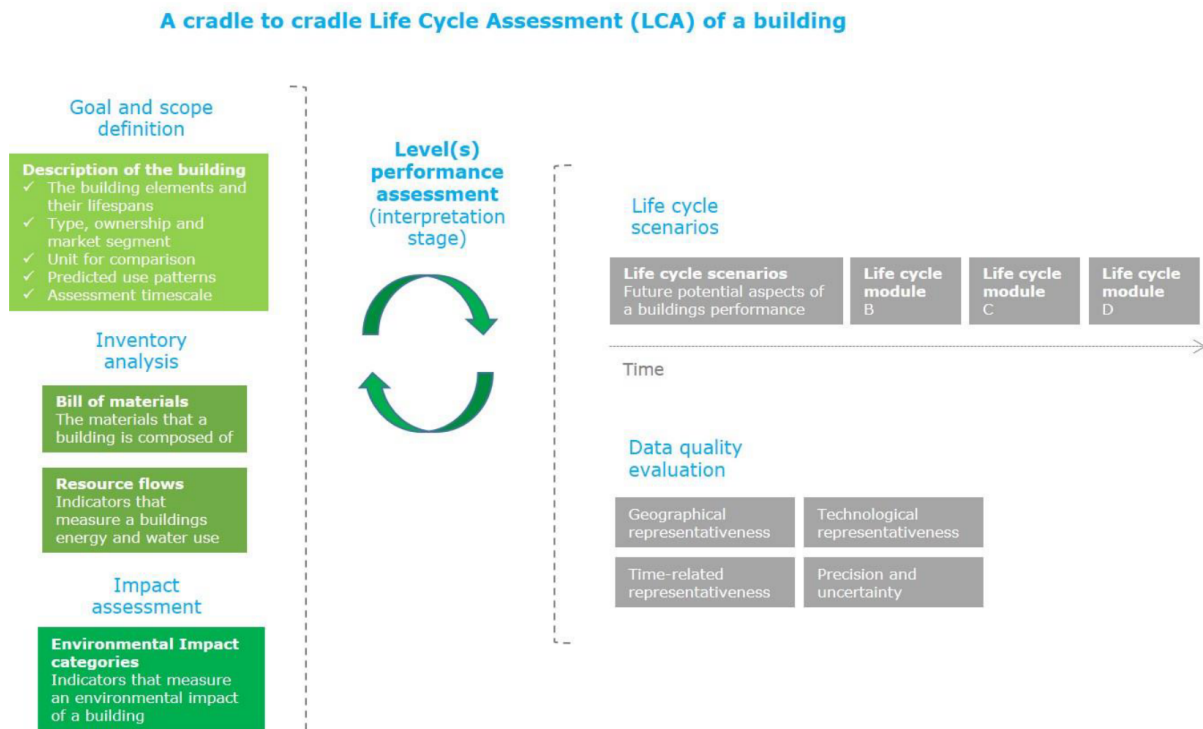 A cradle to cradle Life Cycle Assessment (LCA) of a building
Goal and scope
definition
Description of the building
✓ The building elements and
their lifespans
✓ Type, ownership and
market segment
✓ Unit for comparison
✓ Predicted use patterns
✓ Assessment timescale
Inventory
analysis
Bill of materials
The materials that a
building is composed of
Resource flows
Indicators that
measure a buildings
energy and water use
Impact
assessment
Environmental Impact
categories
Indicators that measure
an environmental impact
of a building
Level(s)
performance
assessment
(interpretation
stage)
Life cycle
scenarios
Life cycle scenarios
Future potential aspects of
a buildings performance
Life cycle
module
B
Life cycle
module
C
Life cycle
module
D
Time
Data quality
evaluation
Geographical
representativeness
Technological
representativeness
Time-related
representativeness
Precision and
uncertainty